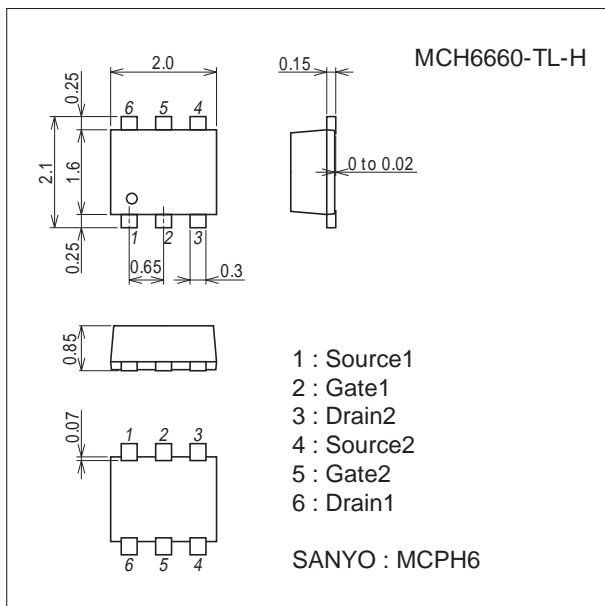 MCH6660-TL-H
2.0
0.15
0.25
6 5 4
2.1
1.6
0 to 0.02
0.25
1 2 3
0.65
0.3
0.85
1 : Source1
2 : Gate1
3 : Drain2
4 : Source2
5 : Gate2
6 : Drain1
0.07
1 2 3
6 5 4
SANYO : MCPH6